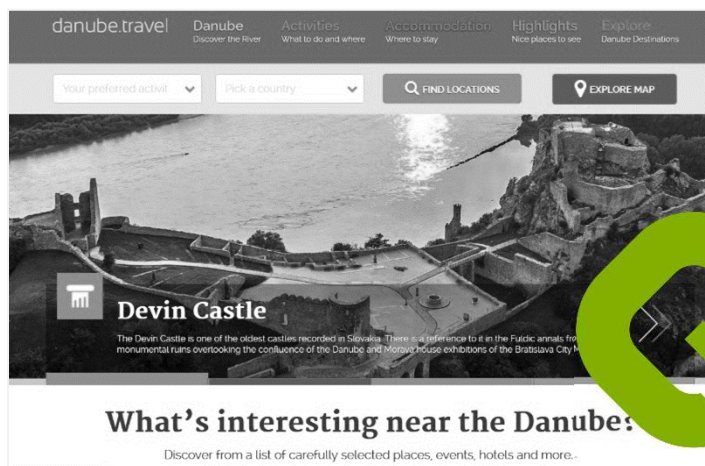 danube.travel
Danube Activities Accommodation Highlights Explore
Discover the River What to do and where Where to stay Nice places to see Danube Destinations
Your preferred activit Pick a country FIND LOCATIONS EXPLORE MAP
Devin Castle
The Devin Castle is one of the oldest castles recorded in Slovakia. There is a reference to it in the Fuldic annals
monumental ruins overlooking the confluence of the Danube and Morava house exhibitions of the Bratislava City
What's interesting near the Danube?
Discover from a list of carefully selected places, events, hotels and more.